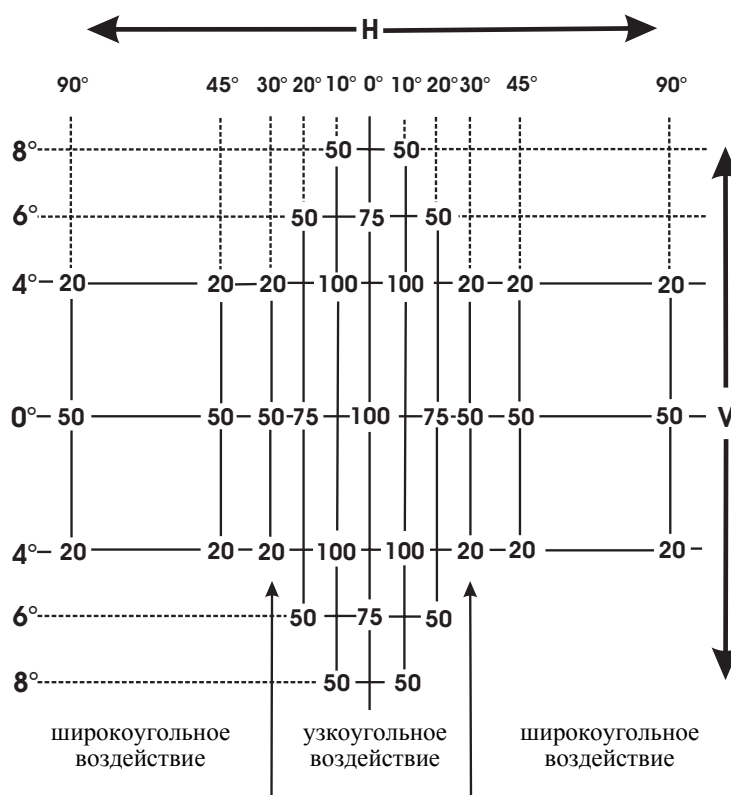 H
90° 45° 30° 20° 10° 0° 10° 20° 30° 45° 90°
8° 50 50
6° 50 75 50
4° 20 20 20 100 100 20 20 20
0° 50 50 50 75 100 75 50 50 50 V
4° 20 20 20 100 100 20 20 20
6° 50 75 50
8° 50 50
широкоугольное узкоугольное широкоугольное
воздействие воздействие воздействие